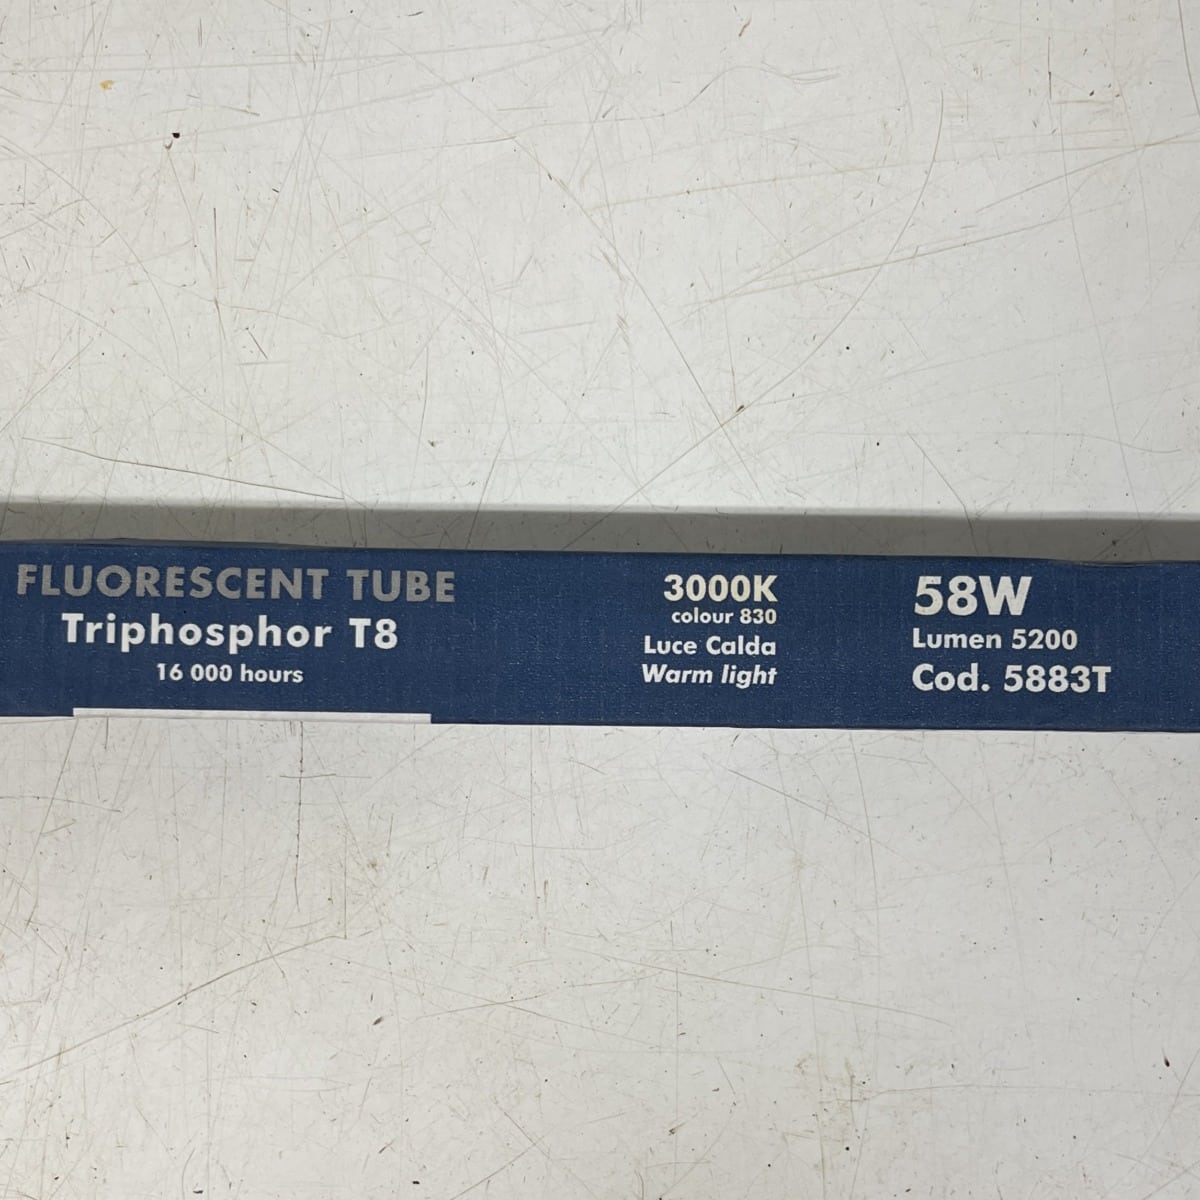 FLUORESCENT TUBE
Triphosphor T8
16 000 hours
3000K
colour 830
Luce Calda
Warm light
58W
Lumen 5200
Cod. 5883T